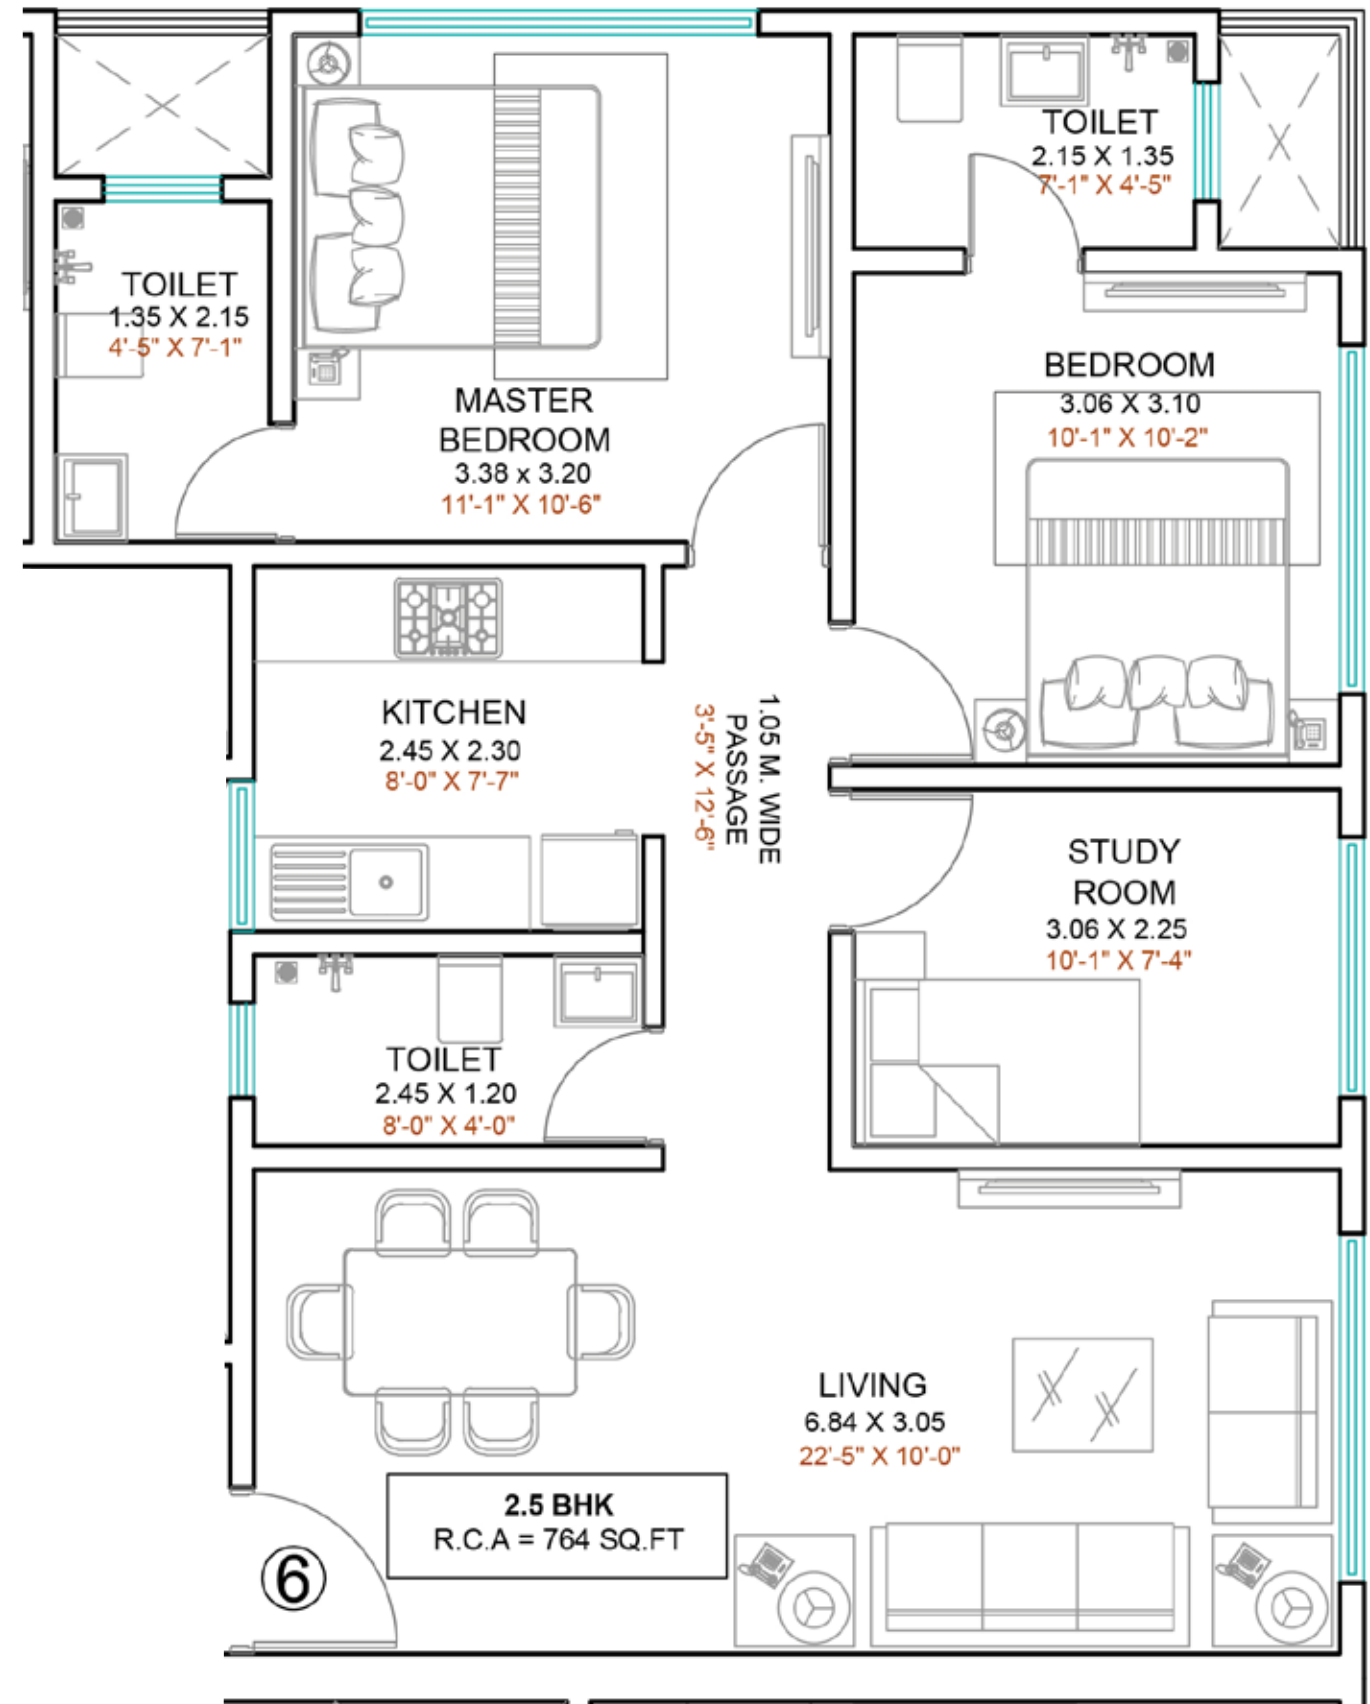 TOILET
2.15 X 1.35
7'-1" X 4'-5"
TOILET
1.35 X 2.15
4'-5" X 7'-1"
MASTER
BEDROOM
3.38 x 3.20
11'-1" X 10'-6"
BEDROOM
3.06 X 3.10
10'-1" X 10'-2"
KITCHEN
2.45 X 2.30
8'-0" X 7'-7"
1.05 M. WIDE
PASSAGE
3'-5" X 12'-6"
STUDY
ROOM
3.06 X 2.25
10'-1" X 7'-4"
TOILET
2.45 X 1.20
8'-0" X 4'-0"
LIVING
6.84 X 3.05
22'-5" X 10'-0"
2.5 BHK
R.C.A = 764 SQ.FT
6